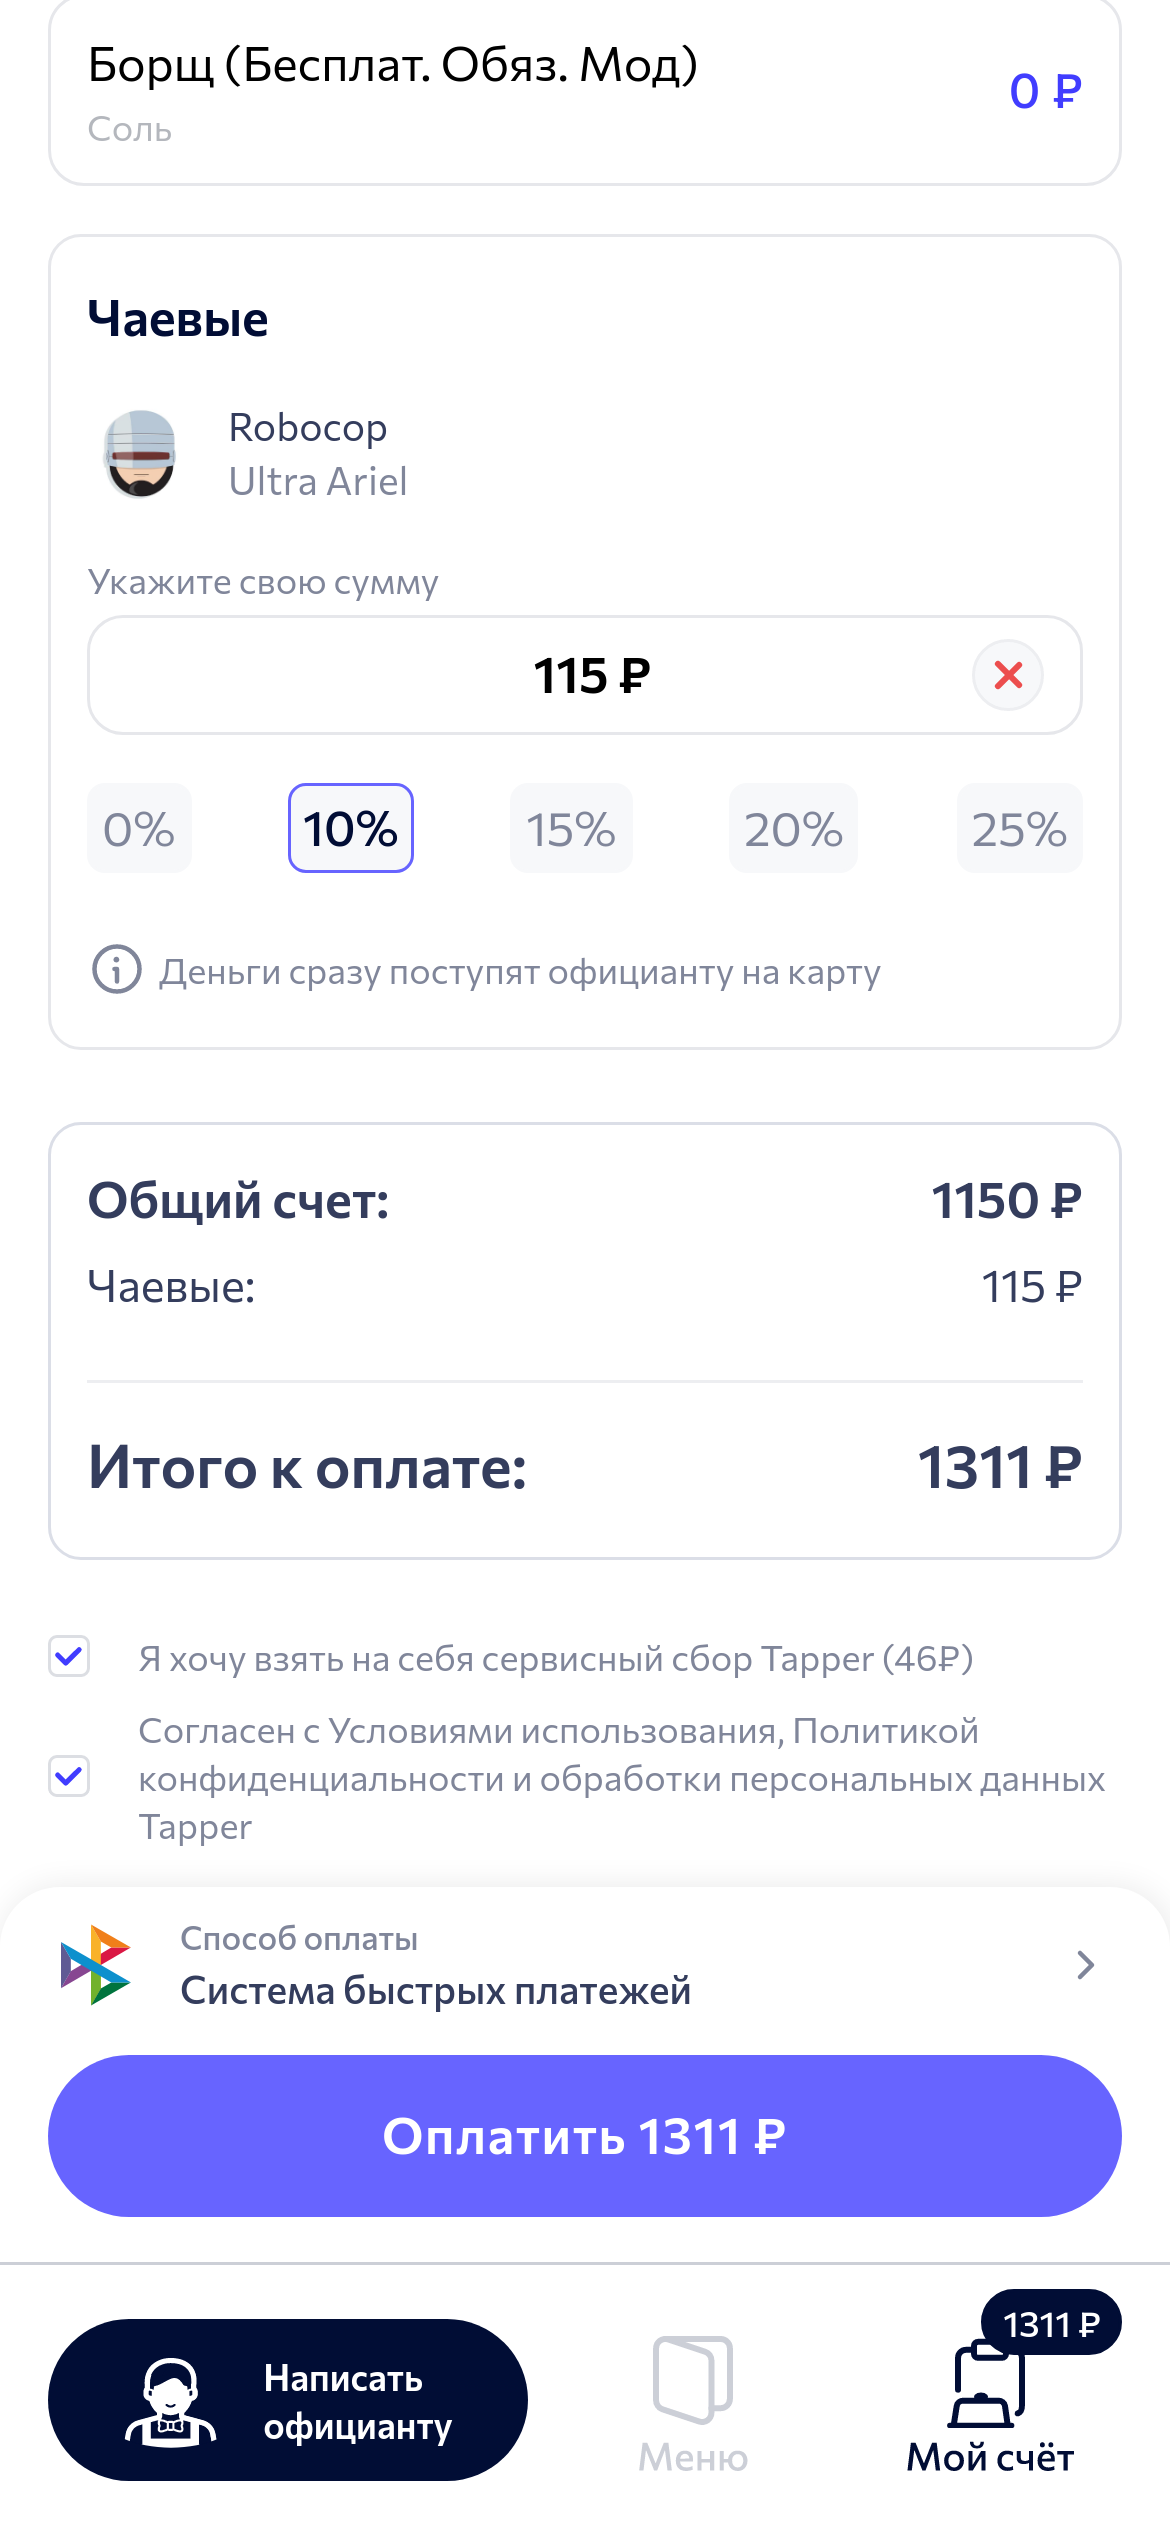 Борщ (Бесплат. Обяз. Мод)
0 ₽
Соль
Чаевые
Robocop
Ultra Ariel
Укажите свою сумму
115 ₽
0%
10%
15%
20%
25%
Деньги сразу поступят официанту на карту
Общий счет:
1150 ₽
Чаевые:
115 ₽
Итого к оплате:
1311 ₽
Я хочу взять на себя сервисный сбор Tapper (46₽)
Согласен с Условиями использования, Политикой
конфиденциальности и обработки персональных данных
Tapper
Способ оплаты
Система быстрых платежей
Оплатить 1311 ₽
1311 ₽
Написать
официанту
Меню
Мой счёт